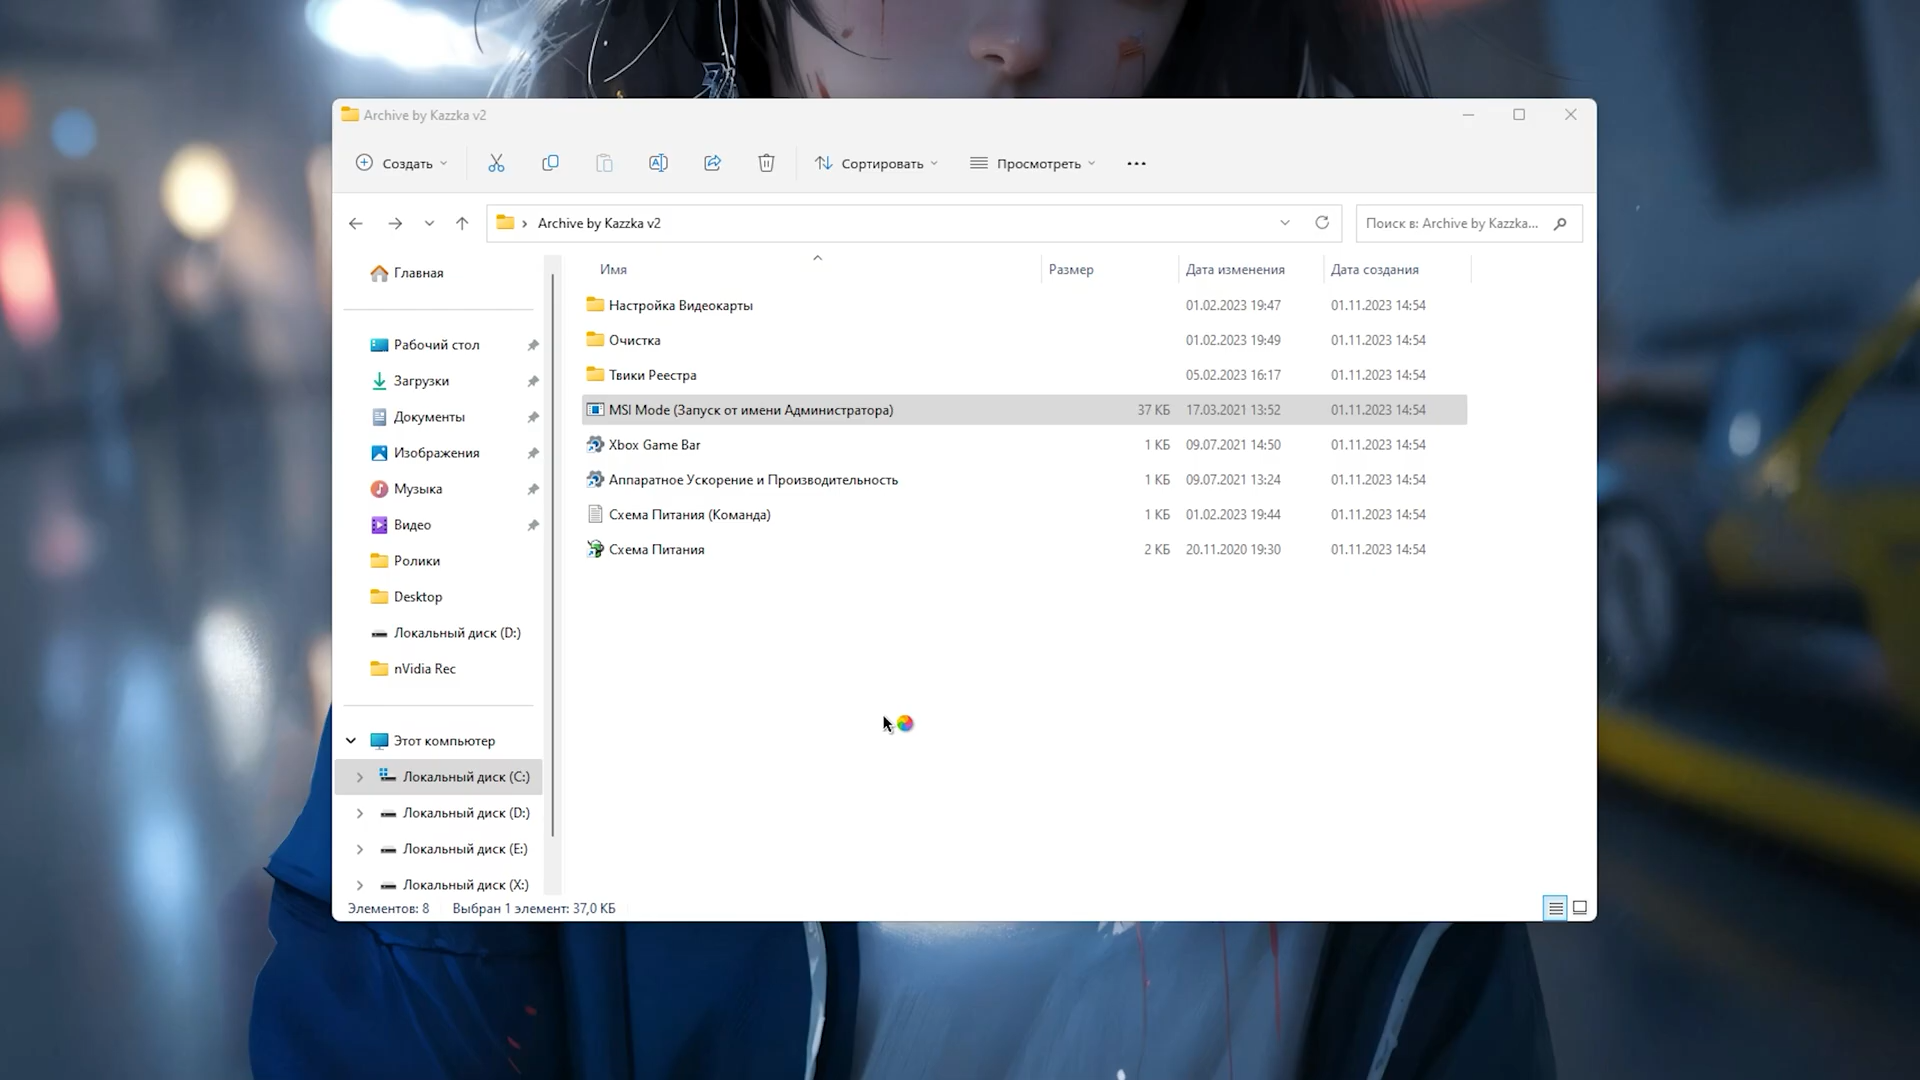 Archive by Kazzka v2
Создать
Сортировать
Просмотреть
Archive by Kazzka v2
Поиск в: Archive by Kazzka...
Имя Размер Дата изменения Дата создания
Настройка Видеокарты 01.02.2023 19:47 01.11.2023 14:54
Очистка 01.02.2023 19:49 01.11.2023 14:54
Твики Реестра 05.02.2023 16:17 01.11.2023 14:54
MSI Mode (Запуск от имени Администратора) 37 КБ 17.03.2021 13:52 01.11.2023 14:54
Xbox Game Bar 1 КБ 09.07.2021 14:50 01.11.2023 14:54
Аппаратное Ускорение и Производительность 1 КБ 09.07.2021 13:24 01.11.2023 14:54
Схема Питания (Команда) 1 КБ 01.02.2023 19:44 01.11.2023 14:54
Схема Питания 2 КБ 20.11.2020 19:30 01.11.2023 14:54
Главная
Рабочий стол
Загрузки
Документы
Изображения
Музыка
Видео
Ролики
Desktop
Локальный диск (D:)
nVidia Rec
Этот компьютер
Локальный диск (C:)
Локальный диск (D:)
Локальный диск (E:)
Локальный диск (X:)
Элементов: 8 Выбран 1 элемент: 37,0 КБ